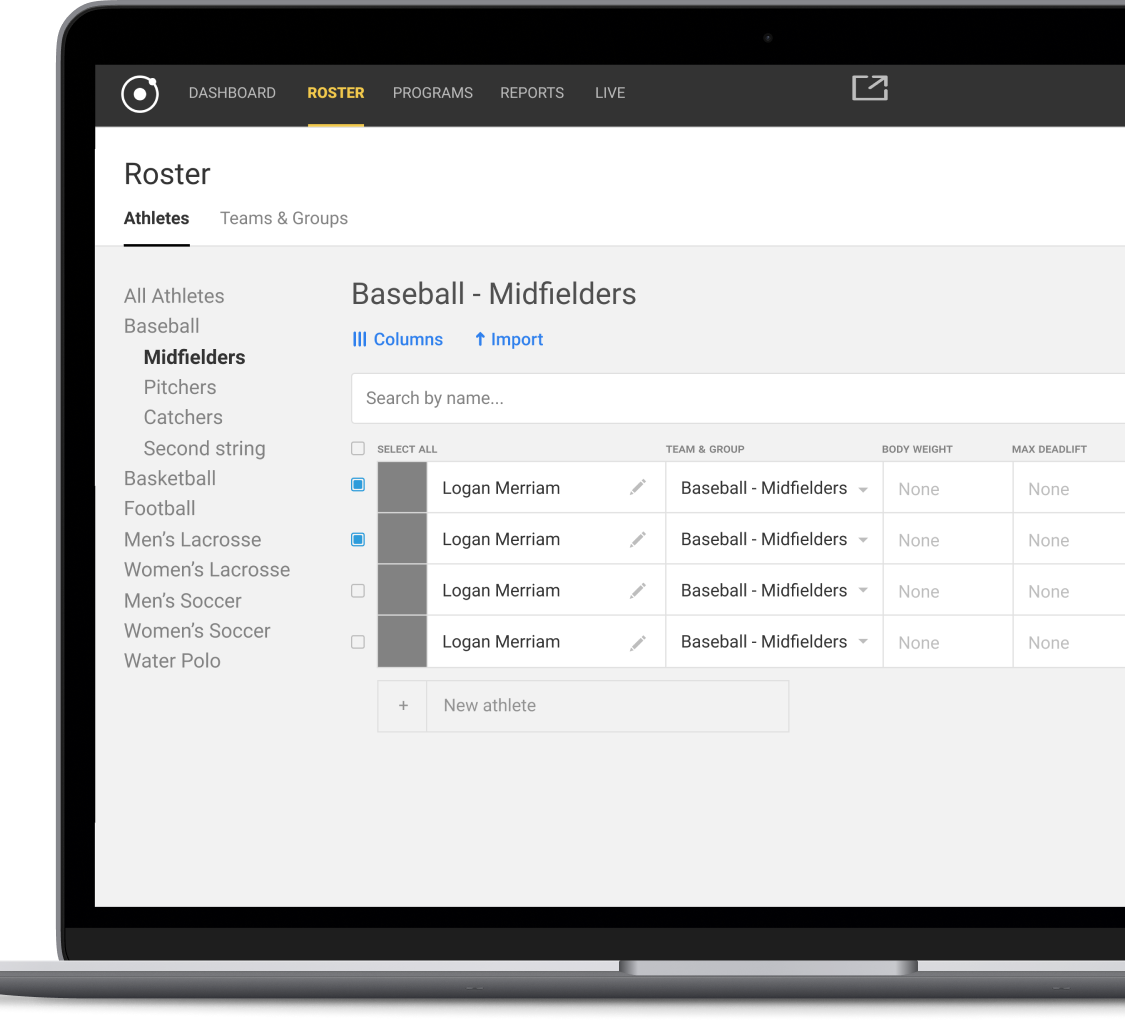 DASHBOARD ROSTER PROGRAMS REPORTS LIVE
Roster
Athletes Teams & Groups
All Athletes
Baseball
Midfielders
Pitchers
Catchers
Second string
Basketball
Football
Men’s Lacrosse
Women’s Lacrosse
Men’s Soccer
Women’s Soccer
Water Polo
Baseball - Midfielders
Columns Import
Search by name...
SELECT ALL TEAM & GROUP BODY WEIGHT MAX DEADLIFT
Logan Merriam Baseball - Midfielders None None
Logan Merriam Baseball - Midfielders None None
Logan Merriam Baseball - Midfielders None None
Logan Merriam Baseball - Midfielders None None
+ New athlete